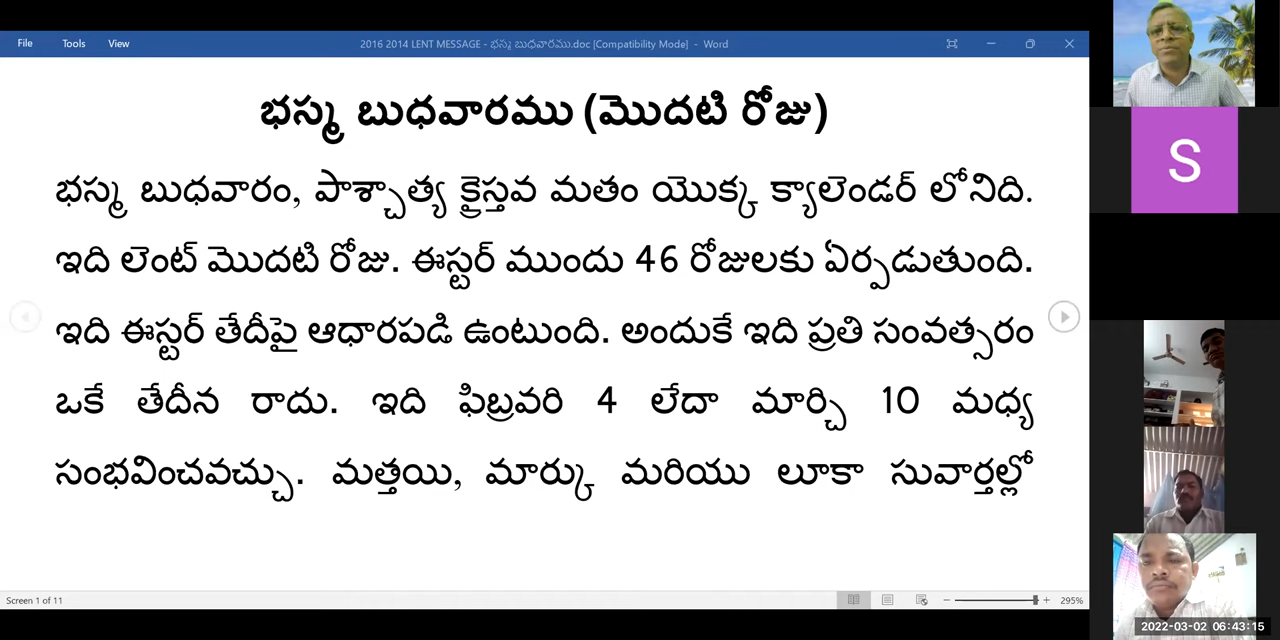 File Tools View 2016 2014 LENT MESSAGE - భస్మ బుధవారము.doc [Compatibility Mode] - Word
భస్మ బుధవారము (మొదటి రోజు)
భస్మ బుధవారం, పాశ్చాత్య క్రైస్తవ మతం యొక్క క్యాలెండర్ లోనిది.
ఇది లెంట్ మొదటి రోజు. ఈస్టర్ ముందు 46 రోజులకు ఏర్పడుతుంది.
ఇది ఈస్టర్ తేదీపై ఆధారపడి ఉంటుంది. అందుకే ఇది ప్రతి సంవత్సరం
ఒకే తేదీన రాదు. ఇది ఫిబ్రవరి 4 లేదా మార్చి 10 మధ్య
సంభవించవచ్చు. మత్తయి, మార్కు మరియు లూకా సువార్తల్లో
Screen 1 of 11
295%
S
2022-03-02 06:43:15